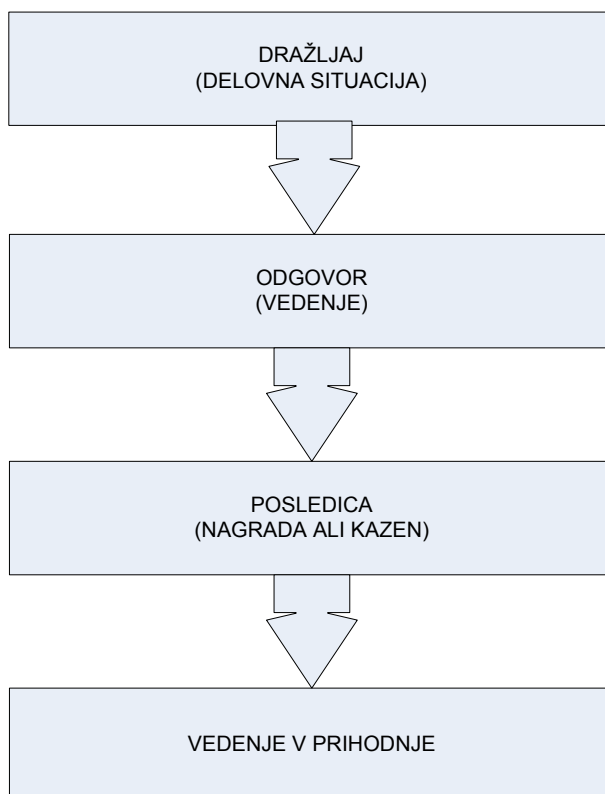 DRAŽLJAJ
(DELOVNA SITUACIJA)
ODGOVOR
(VEDENJE)
POSLEDICA
(NAGRADA ALI KAZEN)
VEDENJE V PRIHODNJE